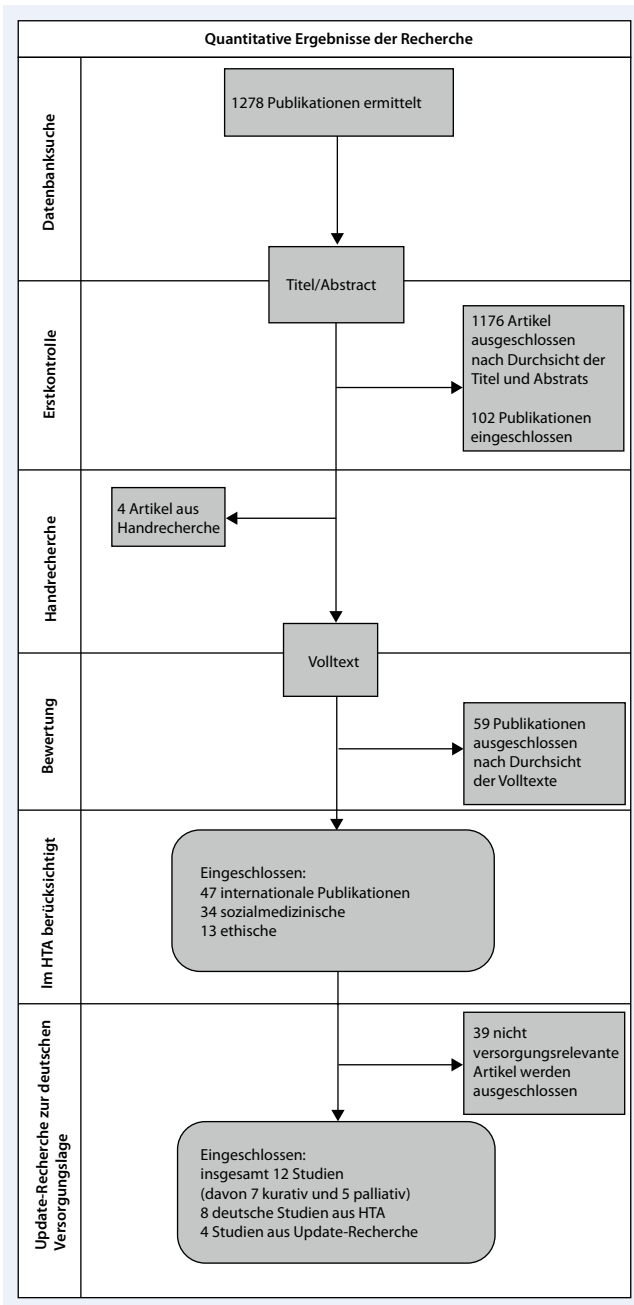 Quantitative Ergebnisse der Recherche
Datenbanksuche
1278 Publikationen ermittelt
Titel/Abstract
Erstkontrolle
1176 Artikel
ausgeschlossen
nach Durchsicht der
Titel und Abstrats
102 Publikationen
eingeschlossen
Handrecherche
4 Artikel aus
Handrecherche
Volltext
Bewertung
59 Publikationen
ausgeschlossen
nach Durchsicht
der Volltexte
Im HTA berücksichtigt
Eingeschlossen:
47 internationale Publikationen
34 sozialmedizinische
13 ethische
Update-Recherche zur deutschen
Versorgungslage
39 nicht
versorgungsrelevante
Artikel werden
ausgeschlossen
Eingeschlossen:
insgesamt 12 Studien
(davon 7 kurativ und 5 palliativ)
8 deutsche Studien aus HTA
4 Studien aus Update-Recherche